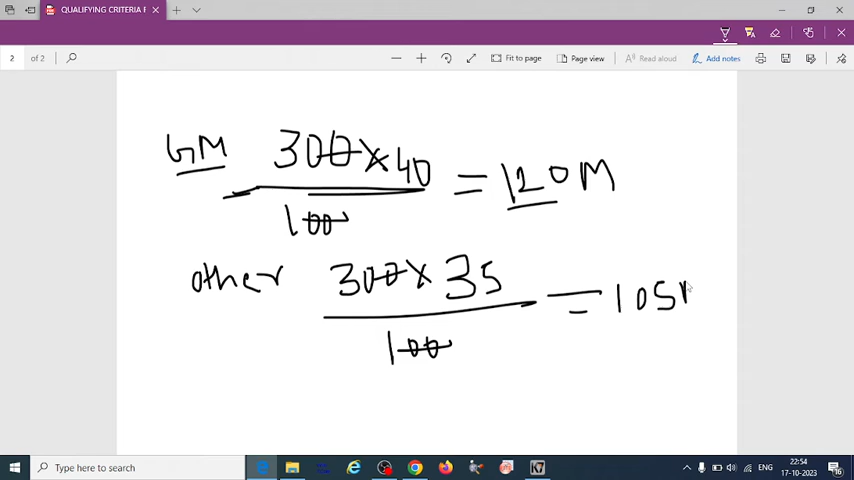 QUALIFYING CRITERIA F
2 of 2
Fit to page
Page view
Read aloud
Add notes
GM 300 x 40
100
= 120 M
other 300 x 35
100
= 105
Type here to search
ENG
22:54
17-10-2023
16